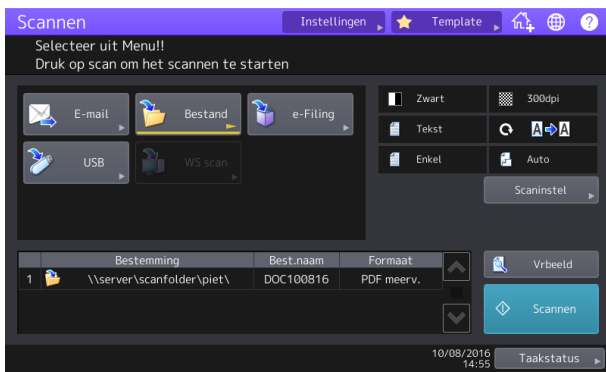 Scannen
Instellingen
Template
Selecteer uit Menu!!
Druk op scan om het scannen te starten
E-mail
Bestand
e-Filing
Zwart
300dpi
Tekst
A A
USB
WS scan
Enkel
Auto
Scaninstel
Bestemming Best.naam Formaat
1 \\server\scanfolder\piet\ DOC100816 PDF meerv.
Vrbeeld
Scannen
10/08/2016
14:55
Taakstatus